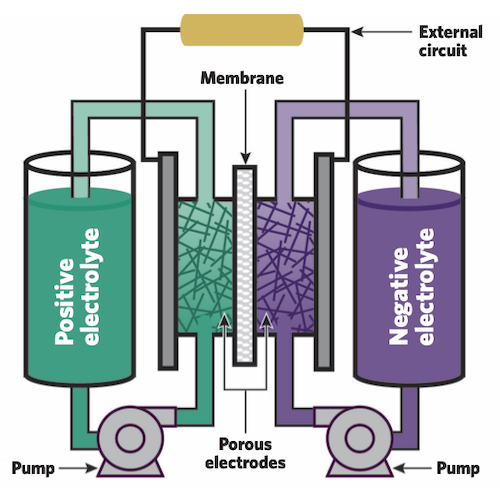 External
circuit
Membrane
Positive
electrolyte
Negative
electrolyte
Porous
electrodes
Pump
Pump